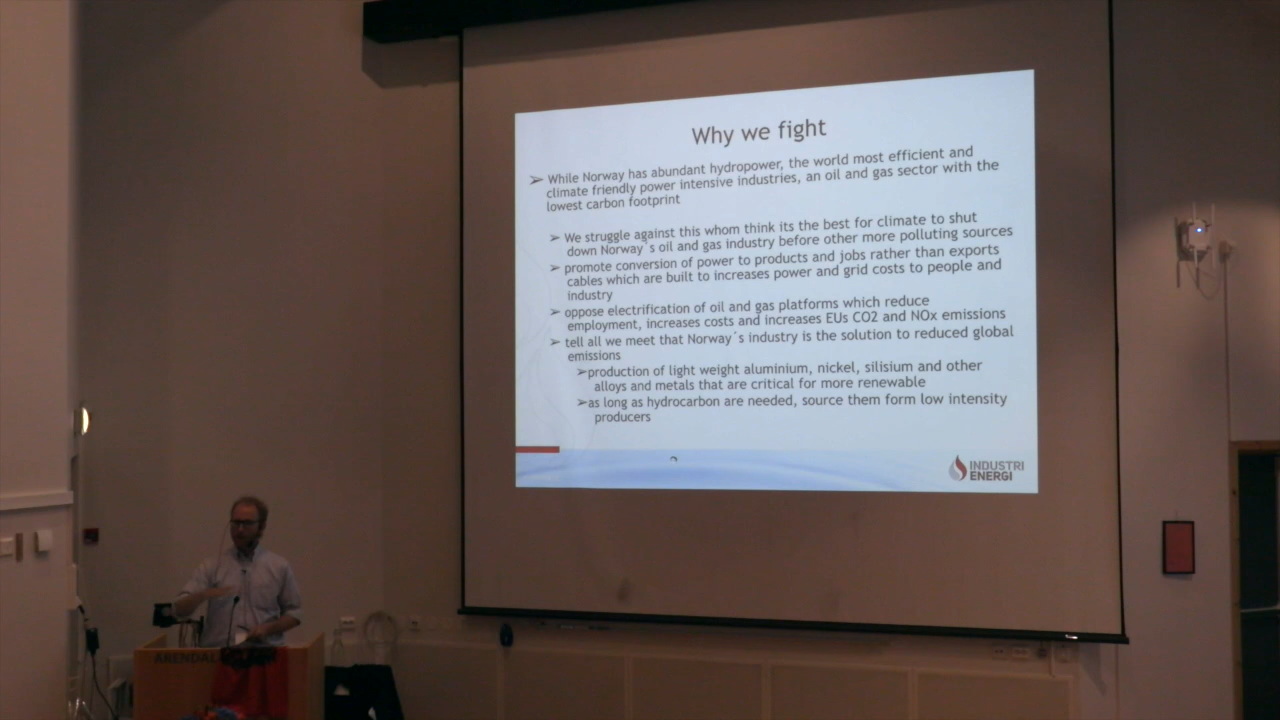 Why we fight
➢ While Norway has abundant hydropower, the world most efficient and
climate friendly power intensive industries, an oil and gas sector with the
lowest carbon footprint
➢ We struggle against this whom think its the best for climate to shut
down Norway´s oil and gas industry before other more polluting sources
➢ promote conversion of power to products and jobs rather than exports
cables which are built to increases power and grid costs to people and
industry
➢ oppose electrification of oil and gas platforms which reduce
employment, increases costs and increases EUs CO2 and NOx emissions
➢ tell all we meet that Norway´s industry is the solution to reduced global
emissions
➢production of light weight aluminium, nickel, silisium and other
alloys and metals that are critical for more renewable
➢as long as hydrocarbon are needed, source them form low intensity
producers
INDUSTRI
ENERGI
ARENDAL